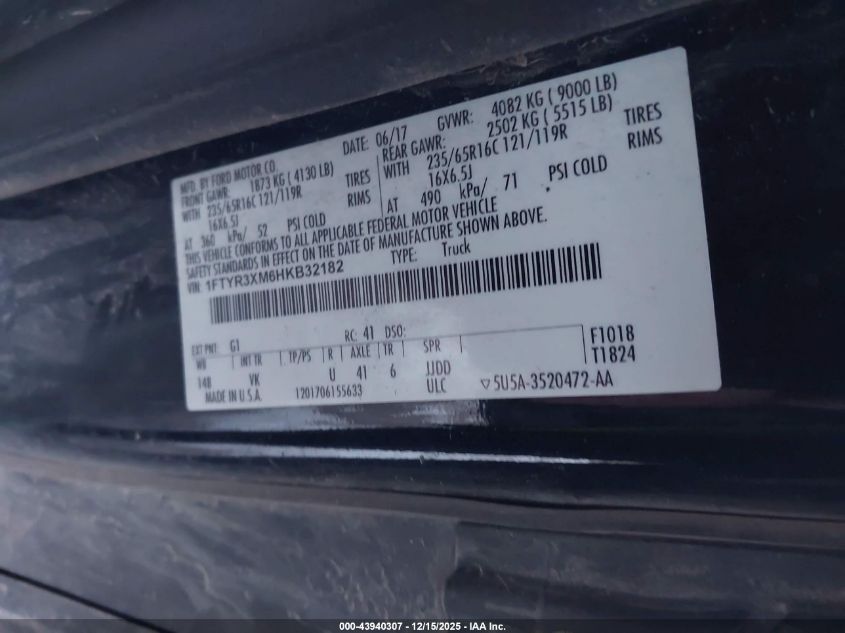 MFD. BY FORD MOTOR CO. DATE: 06/17 GVWR: 4082 KG ( 9000 LB)
FRONT GAWR: 1873 KG ( 4130 LB) REAR GAWR: 2502 KG ( 5515 LB)
WITH 235/65R16C 121/119R TIRES WITH 235/65R16C 121/119R TIRES
16X6.5J RIMS 16X6.5J RIMS
AT 360 kPa/ 52 PSI COLD AT 490 kPa/ 71 PSI COLD
THIS VEHICLE CONFORMS TO ALL APPLICABLE FEDERAL MOTOR VEHICLE
SAFETY STANDARDS IN EFFECT ON THE DATE OF MANUFACTURE SHOWN ABOVE.
VIN: 1FTYR3XM6HKB32182 TYPE: Truck
EXT PNT: G1 RC: 41 DSO: F1018
WB INT TR TP/PS R AXLE TR SPR T1824
148 VK U 41 6 JJDD
MADE IN U.S.A. 1201706155633 ULC ▽5U5A-3520472-AA
000-43940307 - 12/15/2025 - IAA Inc.